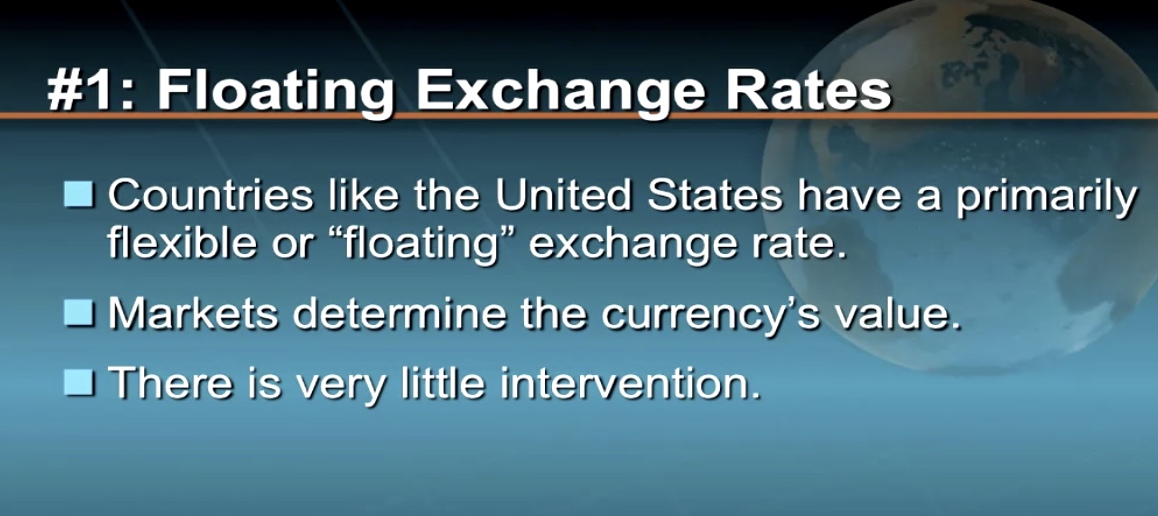 #1: Floating Exchange Rates
Countries like the United States have a primarily
flexible or “floating” exchange rate.
Markets determine the currency’s value.
There is very little intervention.